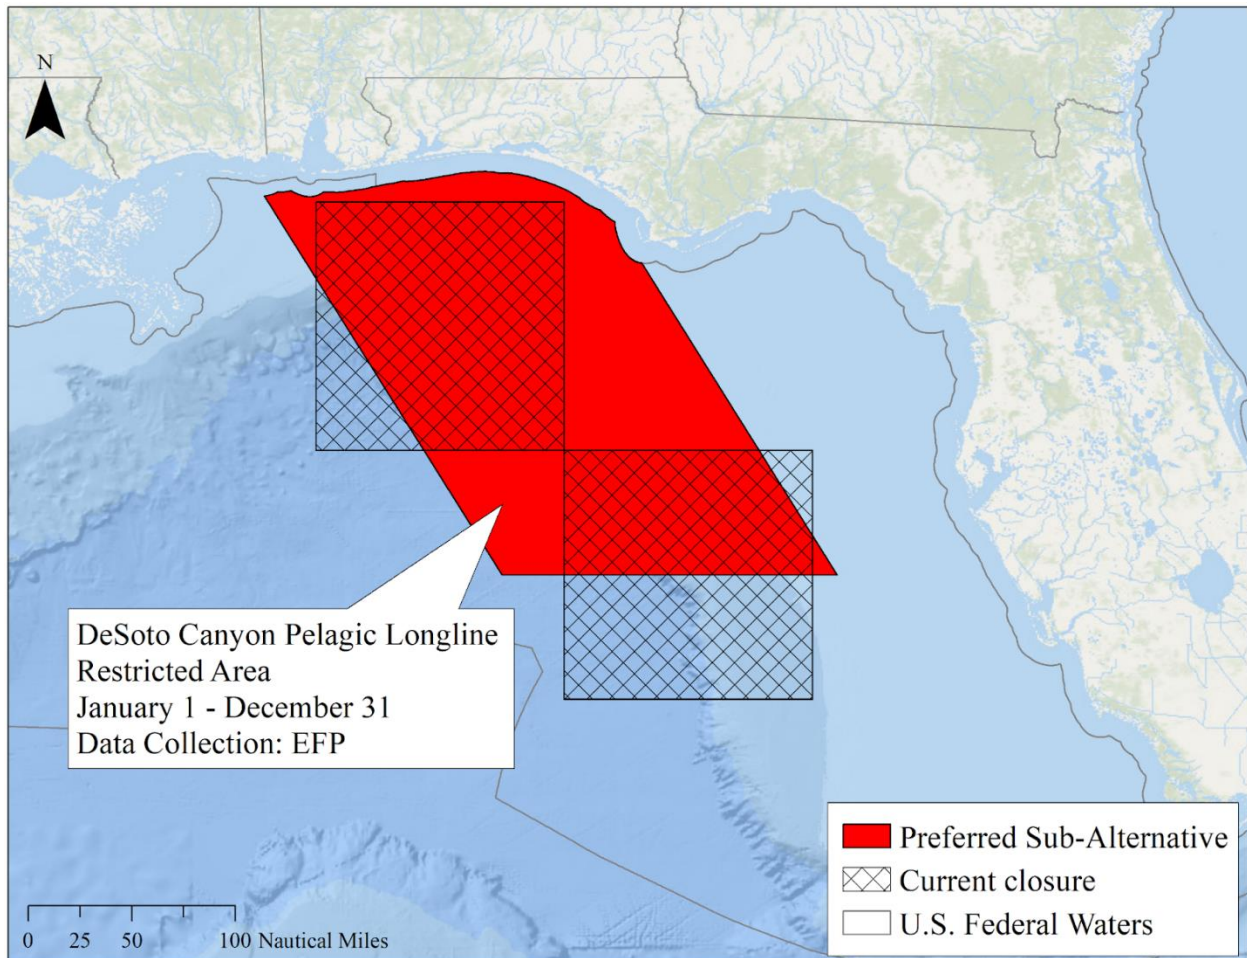 N
DeSoto Canyon Pelagic Longline
Restricted Area
January 1 - December 31
Data Collection: EFP
Preferred Sub-Alternative
Current closure
U.S. Federal Waters
0 25 50 100 Nautical Miles